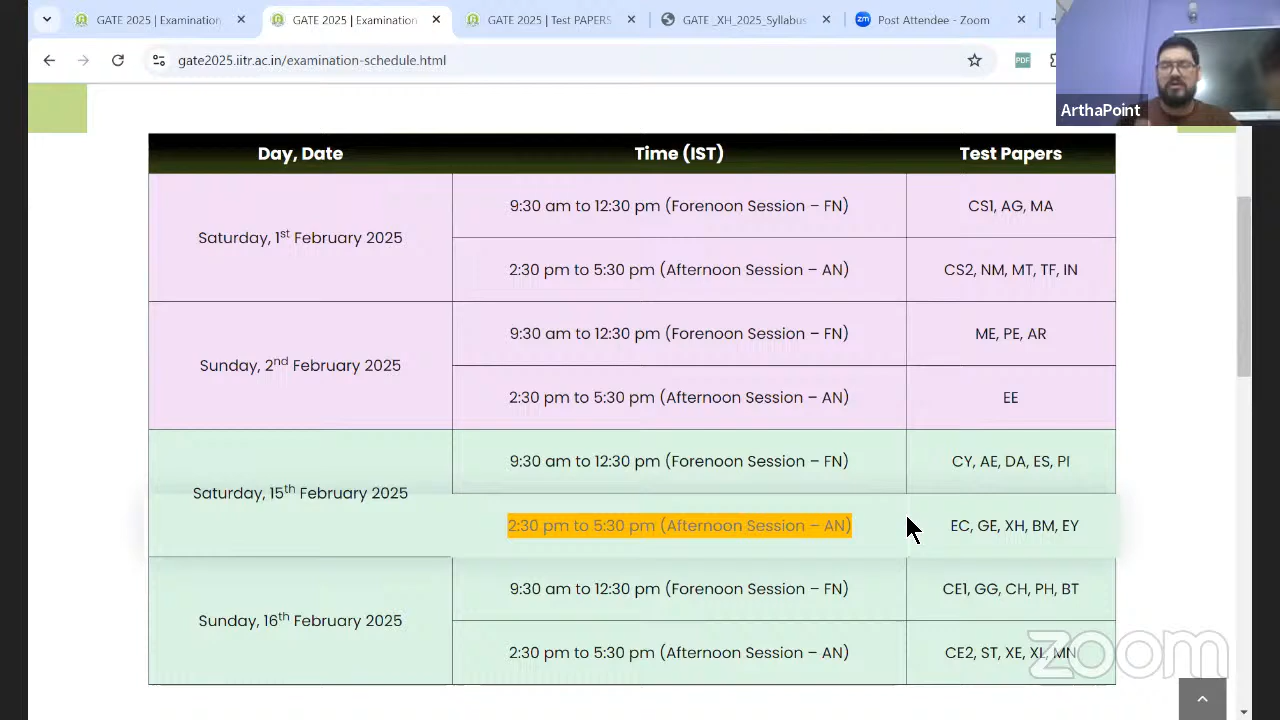 GATE 2025 | Examination
GATE 2025 | Examination
GATE 2025 | Test PAPERS
GATE_XH_2025_Syllabus
zm Post Attendee - Zoom
gate2025.iitr.ac.in/examination-schedule.html
PDF
ArthaPoint
Day, Date Time (IST) Test Papers
Saturday, 1st February 2025
9:30 am to 12:30 pm (Forenoon Session – FN) CS1, AG, MA
2:30 pm to 5:30 pm (Afternoon Session – AN) CS2, NM, MT, TF, IN
Sunday, 2nd February 2025
9:30 am to 12:30 pm (Forenoon Session – FN) ME, PE, AR
2:30 pm to 5:30 pm (Afternoon Session – AN) EE
Saturday, 15th February 2025
9:30 am to 12:30 pm (Forenoon Session – FN) CY, AE, DA, ES, PI
2:30 pm to 5:30 pm (Afternoon Session – AN) EC, GE, XH, BM, EY
Sunday, 16th February 2025
9:30 am to 12:30 pm (Forenoon Session – FN) CE1, GG, CH, PH, BT
2:30 pm to 5:30 pm (Afternoon Session – AN) CE2, ST, XE, XL, MN
zoom